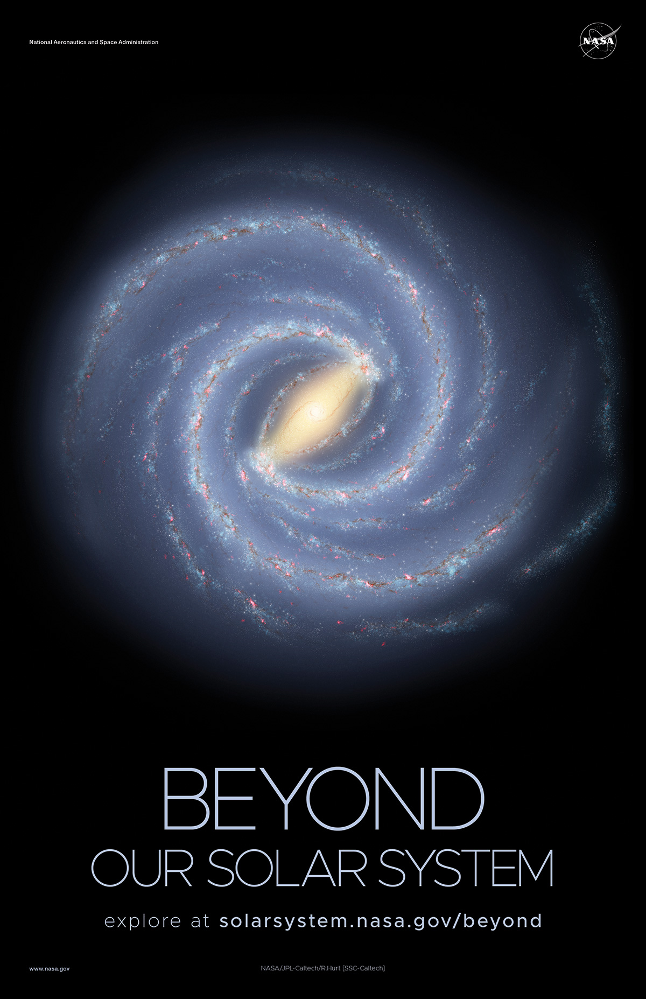 National Aeronautics and Space Administration
NASA
BEYOND
OUR SOLAR SYSTEM
explore at solarsystem.nasa.gov/beyond
www.nasa.gov
NASA/JPL-Caltech/R.Hurt [SSC-Caltech]